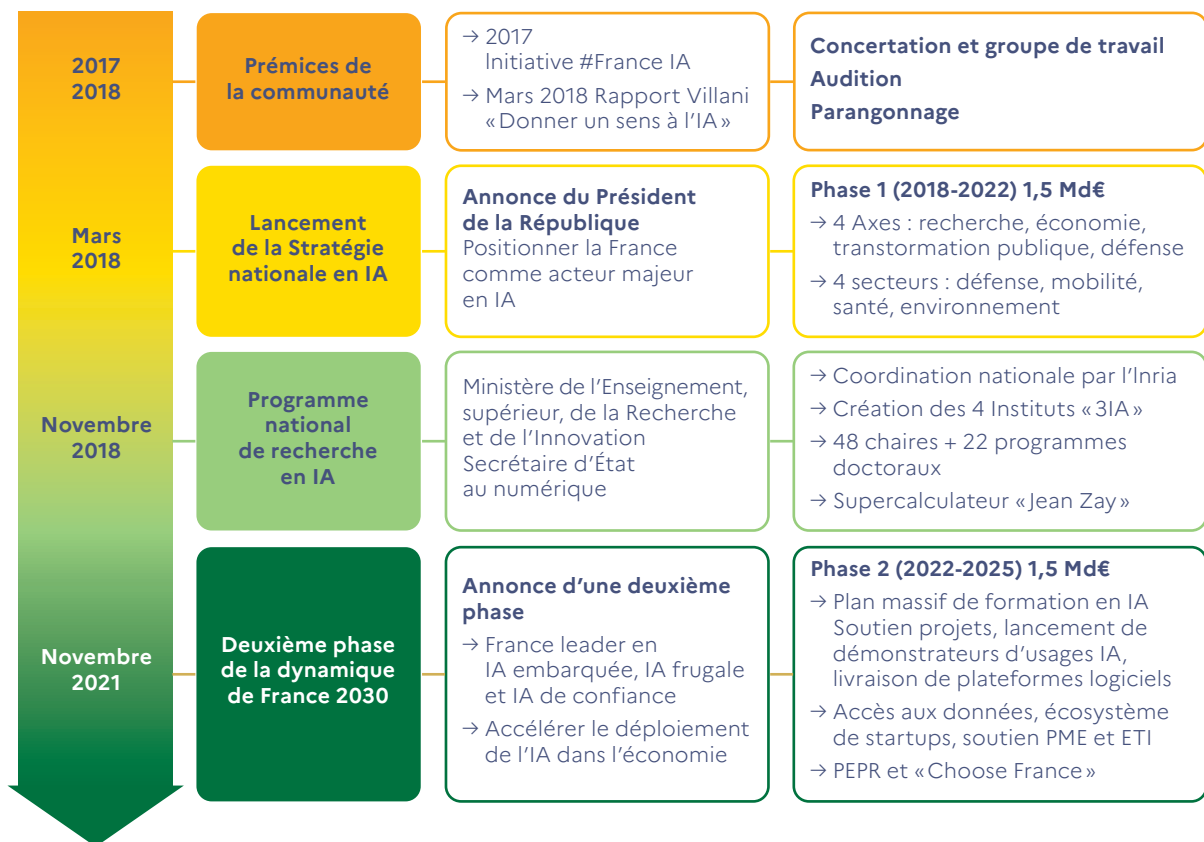 2017
2018
Prémices de
la communauté
→ 2017
Initiative #France IA
→ Mars 2018 Rapport Villani
«Donner un sens à l’IA»
Concertation et groupe de travail
Audition
Parangonnage
Mars
2018
Lancement
de la Stratégie
nationale en IA
Annonce du Président
de la République
Positionner la France
comme acteur majeur
en IA
Phase 1 (2018-2022) 1,5 Md€
→ 4 Axes : recherche, économie,
transtormation publique, défense
→ 4 secteurs : défense, mobilité,
santé, environnement
Novembre
2018
Programme
national
de recherche
en IA
Ministère de l’Enseignement,
supérieur, de la Recherche
et de l’Innovation
Secrétaire d’État
au numérique
→ Coordination nationale par l’Inria
→ Création des 4 Instituts «3IA»
→ 48 chaires + 22 programmes
doctoraux
→ Supercalculateur «Jean Zay»
Novembre
2021
Deuxième phase
de la dynamique
de France 2030
Annonce d’une deuxième
phase
→ France leader en
IA embarquée, IA frugale
et IA de confiance
→ Accélérer le déploiement
de l’IA dans l’économie
Phase 2 (2022-2025) 1,5 Md€
→ Plan massif de formation en IA
Soutien projets, lancement de
démonstrateurs d’usages IA,
livraison de plateformes logiciels
→ Accès aux données, écosystème
de startups, soutien PME et ETI
→ PEPR et «Choose France»